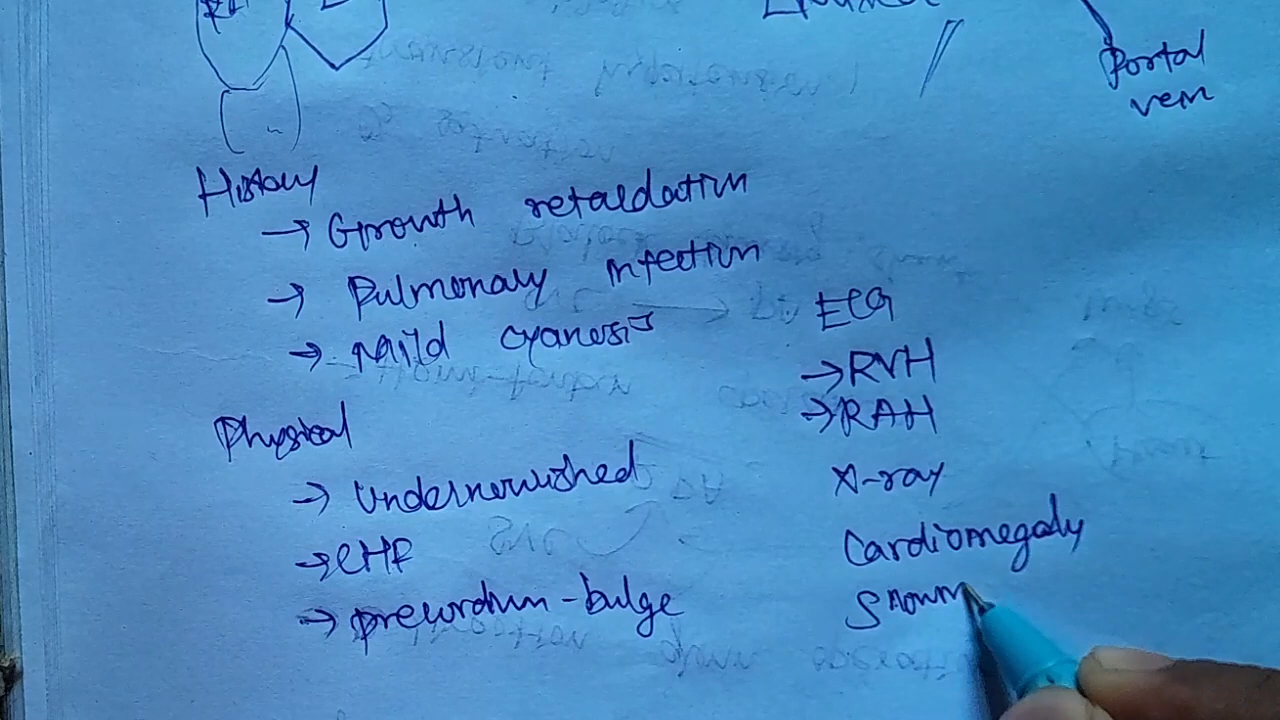 Portal
vein
History
→ Growth retardation
→ Pulmonary infection
→ Mild cyanosis
Physical
→ Undernourished
→ CHF
→ precordium-bulge
ECG
→ RVH
→ RAH
X-ray
Cardiomegaly
Snowm